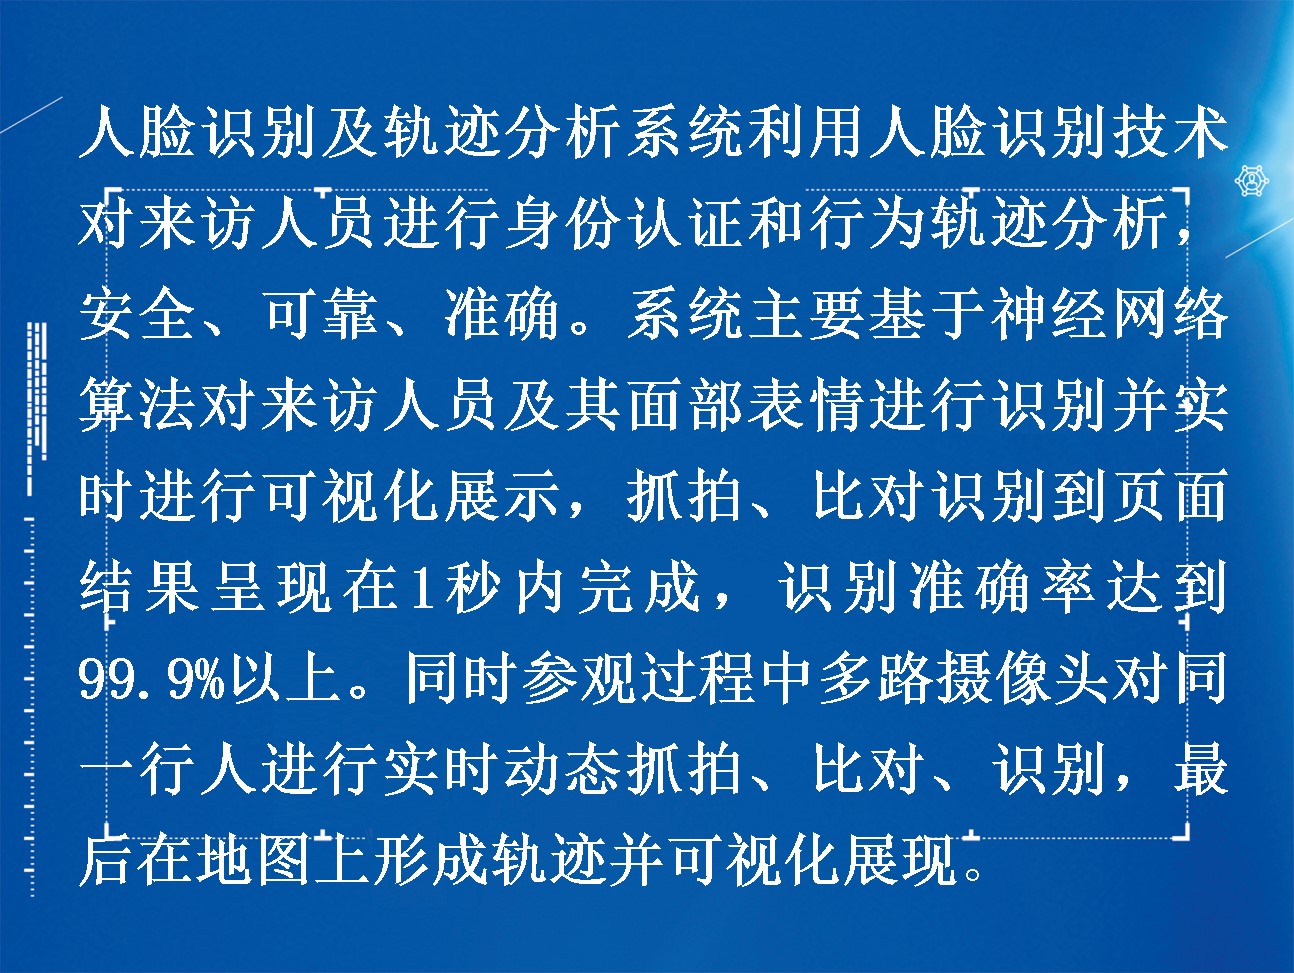 人脸识别及轨迹分析系统利用人脸识别技术
对来访人员进行身份认证和行为轨迹分析，
安全、可靠、准确。系统主要基于神经网络
算法对来访人员及其面部表情进行识别并实
时进行可视化展示，抓拍、比对识别到页面
结果呈现在1秒内完成，识别准确率达到
99.9%以上。同时参观过程中多路摄像头对同
一行人进行实时动态抓拍、比对、识别，最
后在地图上形成轨迹并可视化展现。